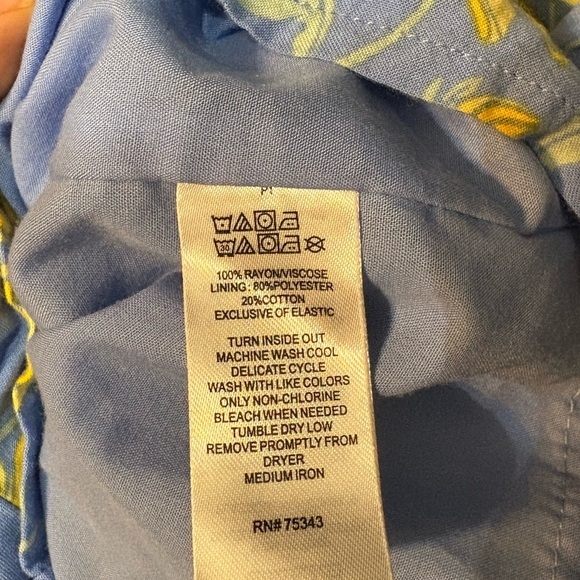 30
100% RAYON/VISCOSE
LINING: 80%POLYESTER
20%COTTON
EXCLUSIVE OF ELASTIC
TURN INSIDE OUT
MACHINE WASH COOL
DELICATE CYCLE
WASH WITH LIKE COLORS
ONLY NON-CHLORINE
BLEACH WHEN NEEDED
TUMBLE DRY LOW
REMOVE PROMPTLY FROM
DRYER
MEDIUM IRON
RN# 75343